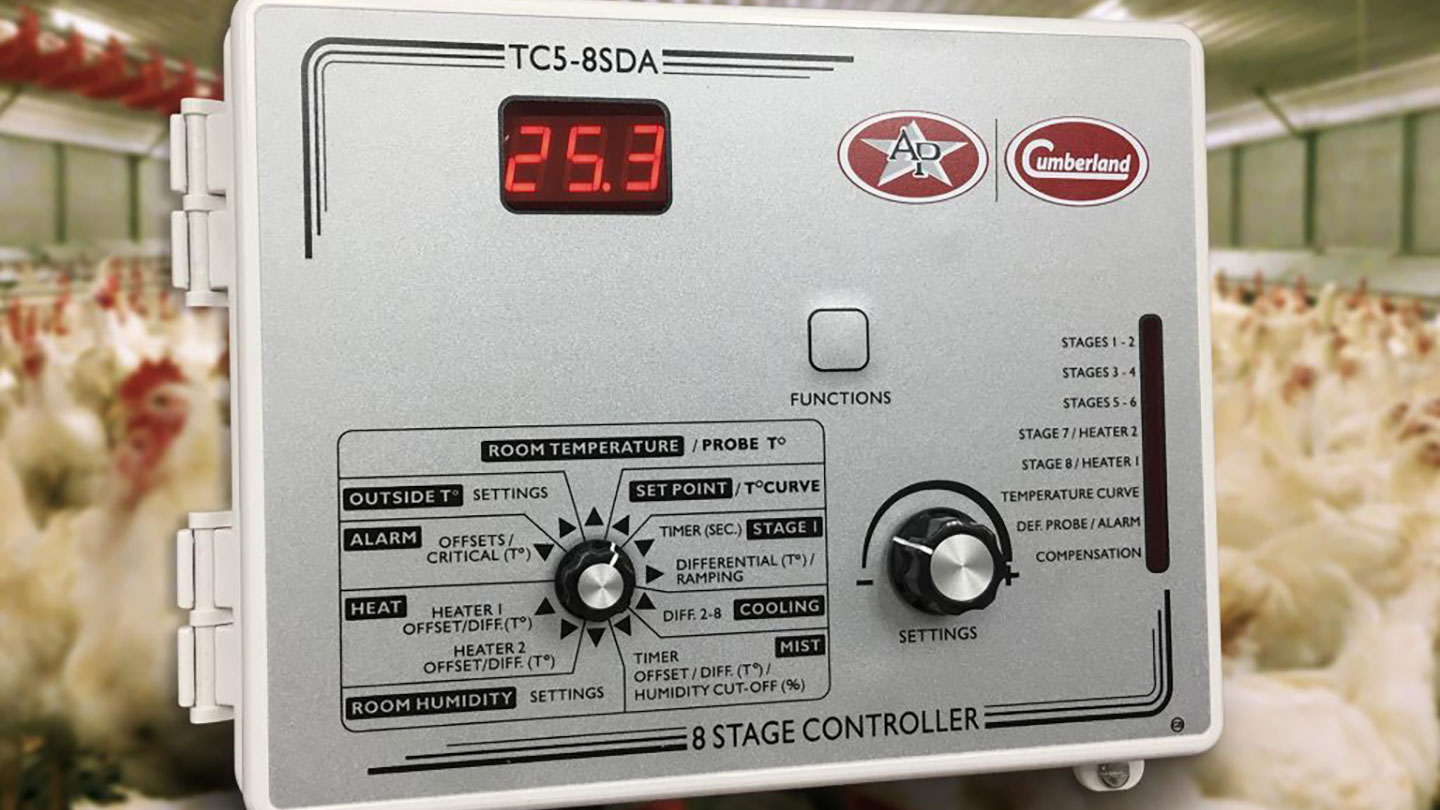 TC5-8SDA
25.3
AP
I
Cumberland
FUNCTIONS
STAGES 1 - 2
STAGES 3 - 4
STAGES 5 - 6
STAGE 7 / HEATER 2
STAGE 8 / HEATER 1
TEMPERATURE CURVE
DEF. PROBE / ALARM
COMPENSATION
ROOM TEMPERATURE / PROBE T°
OUTSIDE T° SETTINGS
SET POINT / T°CURVE
ALARM OFFSETS /
CRITICAL (T°)
TIMER (SEC.) STAGE 1
DIFFERENTIAL (T°) /
RAMPING
HEAT HEATER 1
OFFSET/DIFF.(T°)
DIFF. 2-8 COOLING
HEATER 2
OFFSET/DIFF. (T°)
MIST
TIMER
OFFSET / DIFF. (T°) /
HUMIDITY CUT-OFF (%)
ROOM HUMIDITY SETTINGS
- +
SETTINGS
8 STAGE CONTROLLER